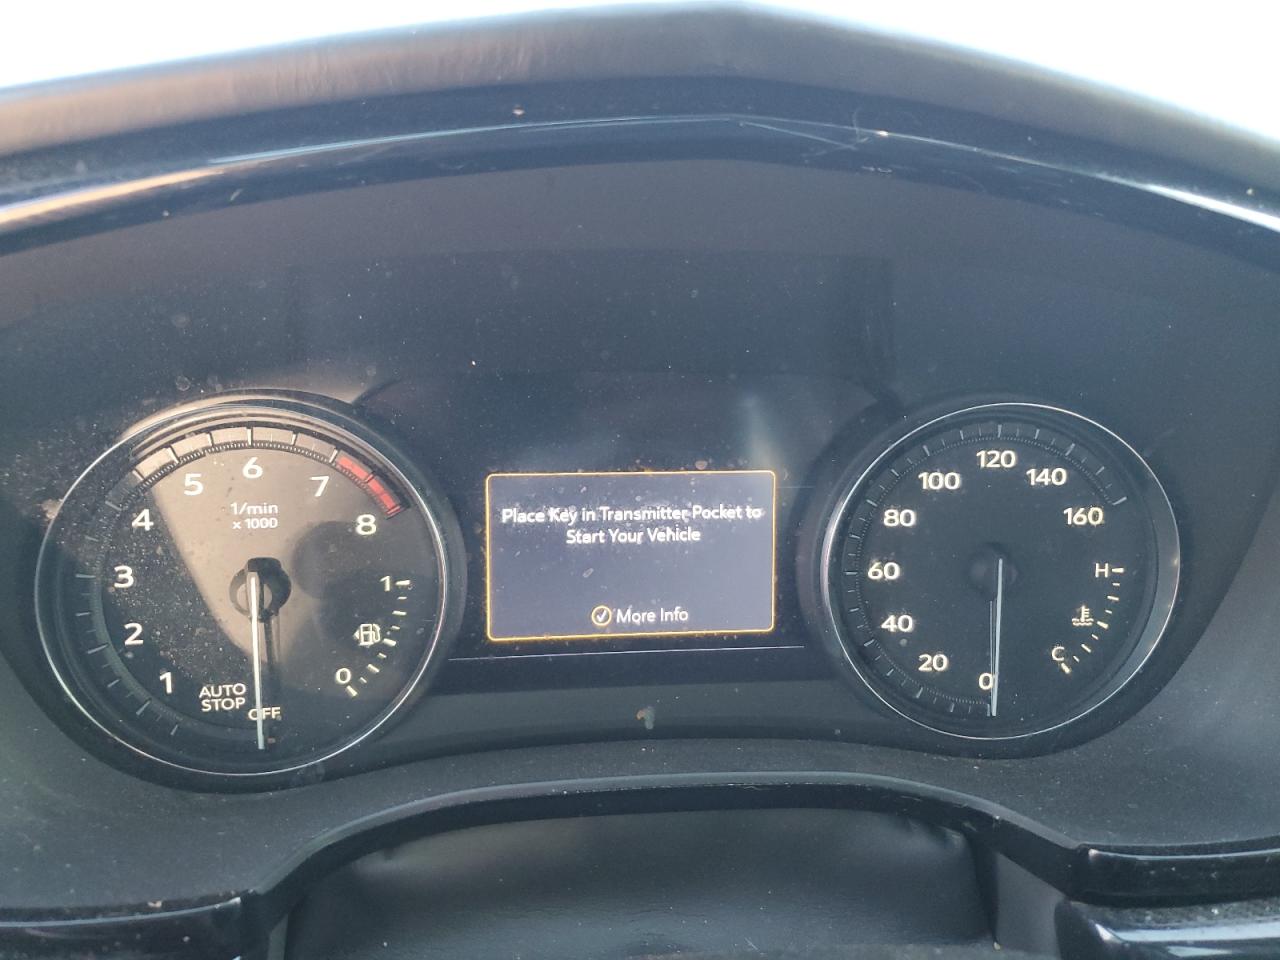 5
6
7
4
1/min
x 1000
8
3
1
2
0
1
AUTO
STOP
OFF
Place Key in Transmitter Pocket to
Start Your Vehicle
More Info
120
100
140
80
160
60
H
40
C
20
0